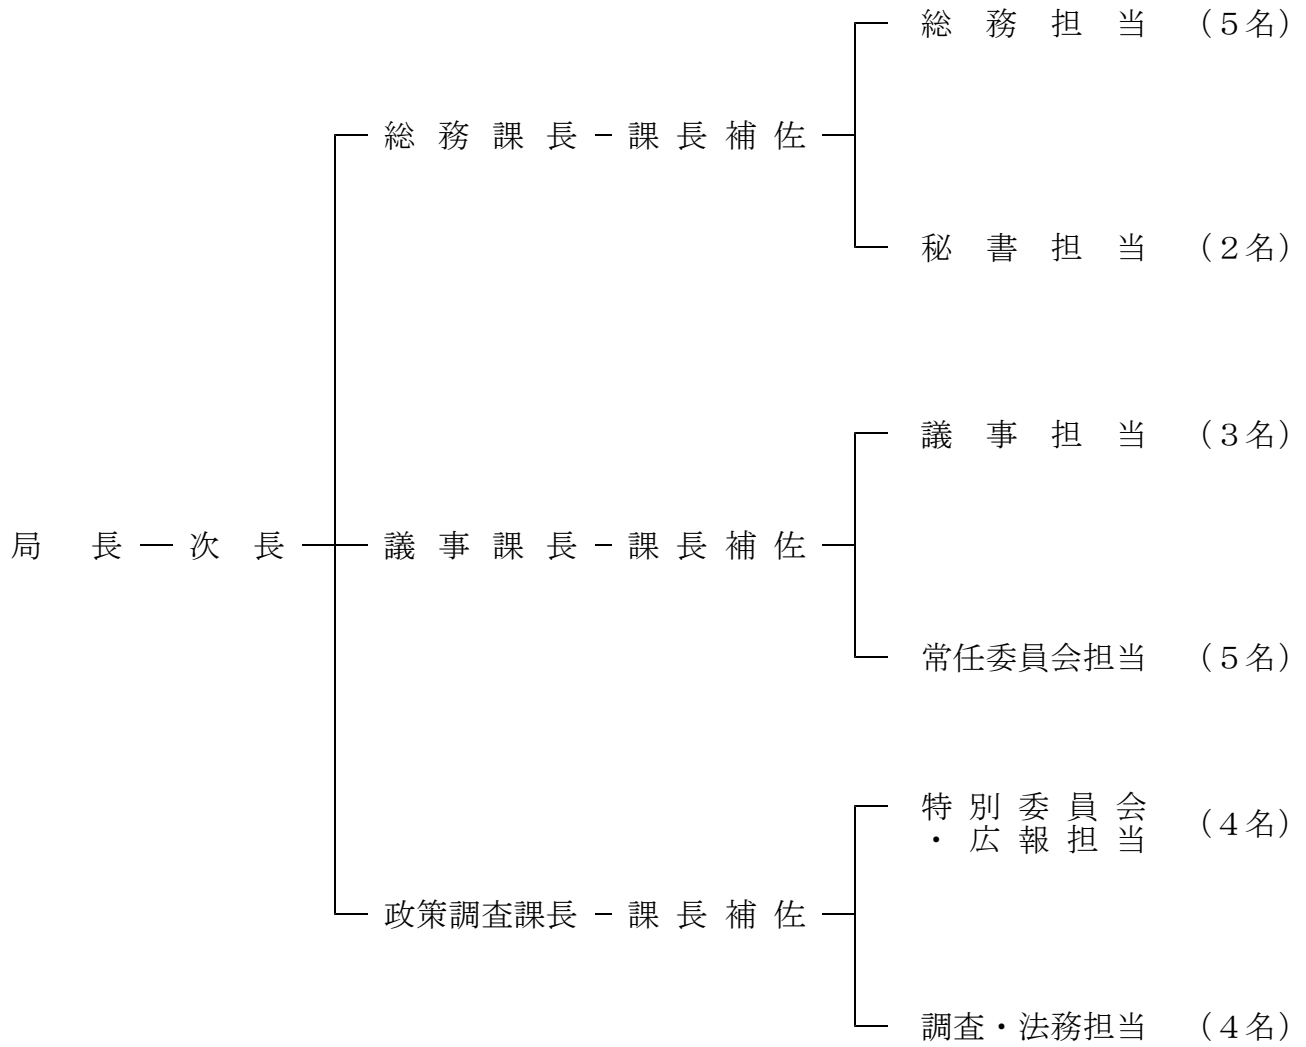 総務担当 (5名)
総務課長 課長補佐
秘書担当 (2名)
議事担当 (3名)
局長 次長 議事課長 課長補佐
常任委員会担当 (5名)
特別委員会
・広報担当 (4名)
政策調査課長 課長補佐
調査・法務担当 (4名)